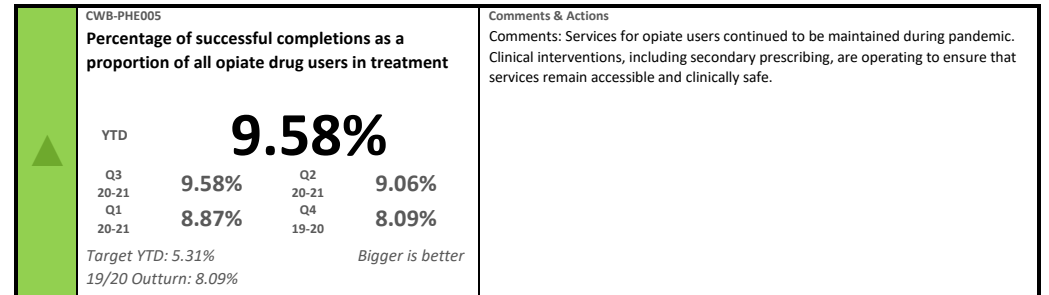 CWB-PHE005
Percentage of successful completions as a
proportion of all opiate drug users in treatment
YTD 9.58%
Q3 20-21 9.58% Q2 20-21 9.06%
Q1 20-21 8.87% Q4 19-20 8.09%
Target YTD: 5.31% Bigger is better
19/20 Outturn: 8.09%
Comments & Actions
Comments: Services for opiate users continued to be maintained during pandemic.
Clinical interventions, including secondary prescribing, are operating to ensure that
services remain accessible and clinically safe.